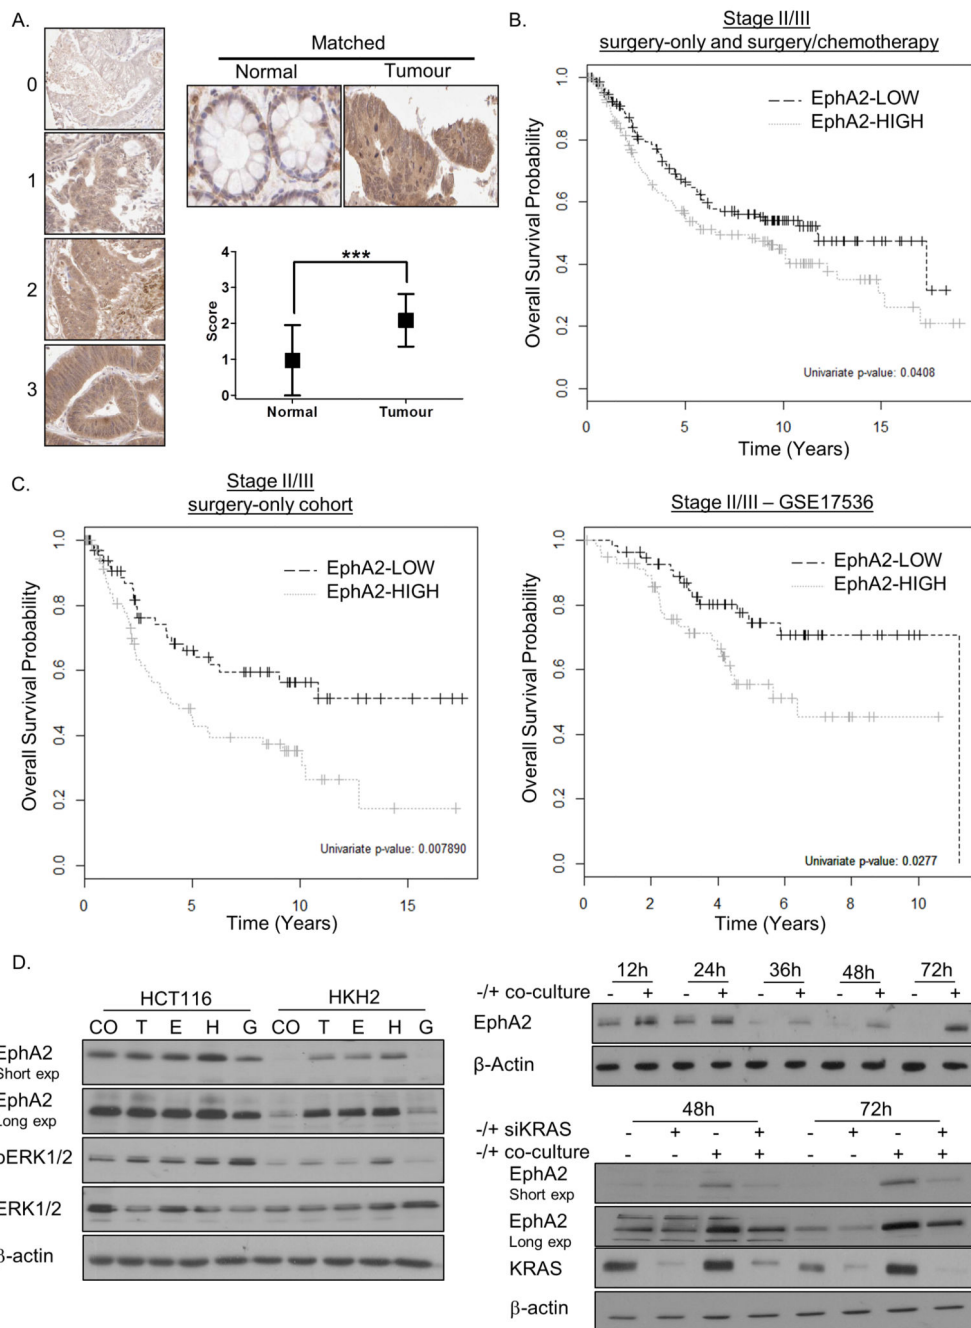 A.
0
1
2
3
Matched
Normal Tumour
***
Score
4
3
2
1
0
Normal Tumour
B.
Stage II/III
surgery-only and surgery/chemotherapy
EphA2-LOW
EphA2-HIGH
Overall Survival Probability
1.0
0.8
0.6
0.4
0.2
0.0
Univariate p-value: 0.0408
0 5 10 15
Time (Years)
C.
Stage II/III
surgery-only cohort
EphA2-LOW
EphA2-HIGH
Overall Survival Probability
1.0
0.8
0.6
0.4
0.2
0.0
Univariate p-value: 0.007890
0 5 10 15
Time (Years)
Stage II/III – GSE17536
EphA2-LOW
EphA2-HIGH
Overall Survival Probability
1.0
0.8
0.6
0.4
0.2
0.0
Univariate p-value: 0.0277
0 2 4 6 8 10
Time (Years)
D.
HCT116 HKH2
CO T E H G CO T E H G
EphA2
Short exp
EphA2
Long exp
pERK1/2
ERK1/2
β-actin
12h 24h 36h 48h 72h
-/+ co-culture - + - + - + - + - +
EphA2
β-Actin
48h 72h
-/+ siKRAS - + - + - + - +
-/+ co-culture - - + + - - + +
EphA2
Short exp
EphA2
Long exp
KRAS
β-actin